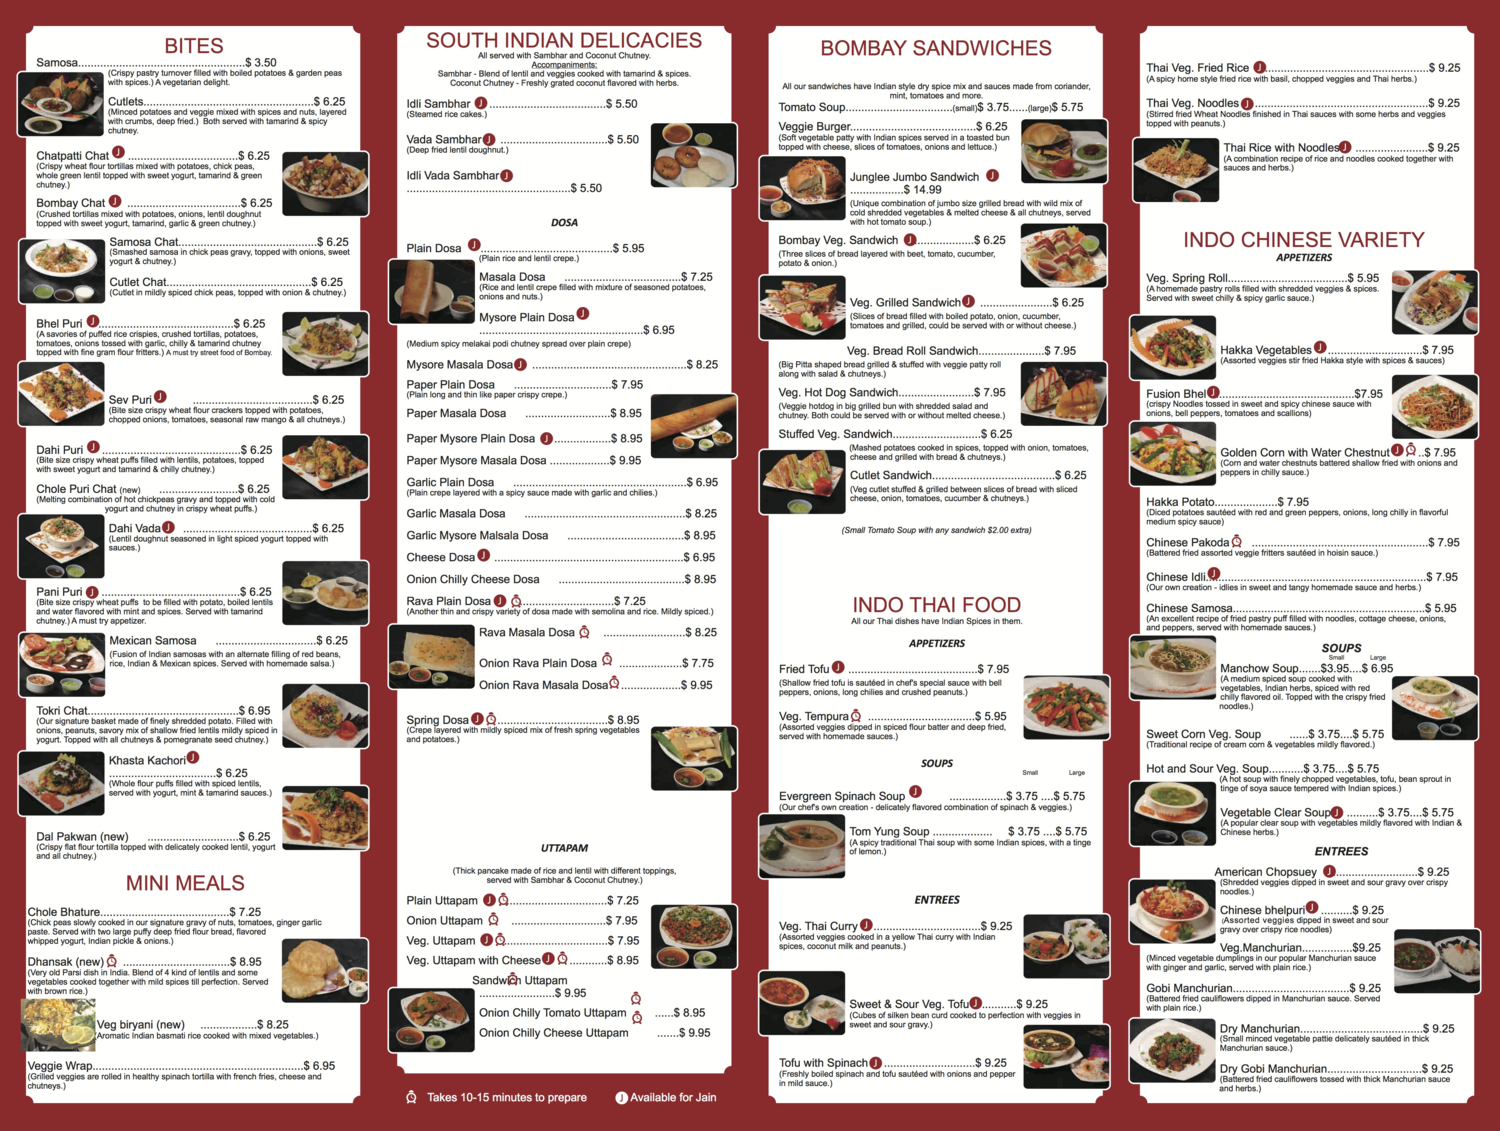 BITES
Samosa..........$ 3.50
(Crispy pastry turnover filled with boiled potatoes & garden peas
with spices.) A vegetarian delight.
Cutlets..........$ 6.25
(Minced potatoes and veggie mixed with spices and nuts, layered
with crumbs, deep fried.) Both served with tamarind & spicy
chutney.
Chatpatti Chat J ..........$ 6.25
(Crispy wheat flour tortillas mixed with potatoes, chick peas,
whole green lentil topped with sweet yogurt, tamarind & green
chutney.)
Bombay Chat J ..........$ 6.25
(Crushed tortillas mixed with potatoes, onions, lentil doughnut
topped with sweet yogurt, tamarind, garlic & green chutney.)
Samosa Chat..........$ 6.25
(Smashed samosa in chick peas gravy, topped with onions, sweet
yogurt & chutney.)
Cutlet Chat..........$ 6.25
(Cutlet in mildly spiced chick peas, topped with onion & chutney.)
Bhel Puri J..........$ 6.25
(A savories of puffed rice crispies, crushed tortillas, potatoes,
tomatoes, onions tossed with garlic, chilly & tamarind chutney
topped with fine gram flour fritters.) A must try street food of Bombay.
Sev Puri J ..........$ 6.25
(Bite size crispy wheat flour crackers topped with potatoes,
chopped onions, tomatoes, seasonal raw mango & all chutneys.)
Dahi Puri J..........$ 6.25
(Bite size crispy wheat puffs filled with lentils, potatoes, topped
with sweet yogurt and tamarind & chilly chutney.)
Chole Puri Chat (new) ..........$ 6.25
(Melting combination of hot chickpeas gravy and topped with cold
yogurt and chutney in crispy wheat puffs.)
Dahi Vada J ..........$ 6.25
(Lentil doughnut seasoned in light spiced yogurt topped with
sauces.)
Pani Puri J ..........$ 6.25
(Bite size crispy wheat puffs to be filled with potato, boiled lentils
and water flavored with mint and spices. Served with tamarind
chutney.) A must try appetizer.
Mexican Samosa ..........$ 6.25
(Fusion of Indian samosas with an alternate filling of red beans,
rice, Indian & Mexican spices. Served with homemade salsa.)
Tokri Chat..........$ 6.95
(Our signature basket made of finely shredded potato. Filled with
onions, peanuts, savory mix of shallow fried lentils mildly spiced in
yogurt. Topped with all chutneys & pomegranate seed chutney.)
Khasta Kachori J
..........$ 6.25
(Whole flour puffs filled with spiced lentils,
served with yogurt, mint & tamarind sauces.)
Dal Pakwan (new) ..........$ 6.25
(Crispy flat flour tortilla topped with delicately cooked lentil, yogurt
and all chutney.)
MINI MEALS
Chole Bhature..........$ 7.25
(Chick peas slowly cooked in our signature gravy of nuts, tomatoes, ginger garlic
paste. Served with two large puffy deep fried flour bread, flavored
whipped yogurt, Indian pickle & onions.)
Dhansak (new) ..........$ 8.95
(Very old Parsi dish in India. Blend of 4 kind of lentils and some
vegetables cooked together with mild spices till perfection. Served
with brown rice.)
Veg biryani (new) ..........$ 8.25
(Aromatic Indian basmati rice cooked with mixed vegetables.)
Veggie Wrap..........$ 6.95
(Grilled veggies are rolled in healthy spinach tortilla with french fries, cheese and
chutneys.)
SOUTH INDIAN DELICACIES
All served with Sambhar and Coconut Chutney.
Accompaniments:
Sambhar - Blend of lentil and veggies cooked with tamarind & spices.
Coconut Chutney - Freshly grated coconut flavored with herbs.
Idli Sambhar J ..........$ 5.50
(Steamed rice cakes.)
Vada Sambhar J ..........$ 5.50
(Deep fried lentil doughnut.)
Idli Vada Sambhar J
..........$ 5.50
DOSA
Plain Dosa J ..........$ 5.95
(Plain rice and lentil crepe.)
Masala Dosa ..........$ 7.25
(Rice and lentil crepe filled with mixture of seasoned potatoes,
onions and nuts.)
Mysore Plain Dosa J
..........$ 6.95
(Medium spicy melakai podi chutney spread over plain crepe)
Mysore Masala Dosa J ..........$ 8.25
Paper Plain Dosa ..........$ 7.95
(Plain long and thin like paper crispy crepe.)
Paper Masala Dosa ..........$ 8.95
Paper Mysore Plain Dosa J..........$ 8.95
Paper Mysore Masala Dosa ..........$ 9.95
Garlic Plain Dosa ..........$ 6.95
(Plain crepe layered with a spicy sauce made with garlic and chilies.)
Garlic Masala Dosa ..........$ 8.25
Garlic Mysore Malsala Dosa ..........$ 8.95
Cheese Dosa J ..........$ 6.95
Onion Chilly Cheese Dosa ..........$ 8.95
Rava Plain Dosa J ..........$ 7.25
(Another thin and crispy variety of dosa made with semolina and rice. Mildly spiced.)
Rava Masala Dosa ..........$ 8.25
Onion Rava Plain Dosa ..........$ 7.75
Onion Rava Masala Dosa ..........$ 9.95
Spring Dosa J ..........$ 8.95
(Crepe layered with mildly spiced mix of fresh spring vegetables
and potatoes.)
UTTAPAM
(Thick pancake made of rice and lentil with different toppings,
served with Sambhar & Coconut Chutney.)
Plain Uttapam J ..........$ 7.25
Onion Uttapam ..........$ 7.95
Veg. Uttapam J ..........$ 7.95
Veg. Uttapam with Cheese J ..........$ 8.95
Sandwich Uttapam
..........$ 9.95
Onion Chilly Tomato Uttapam ......$ 8.95
Onion Chilly Cheese Uttapam .......$ 9.95
Takes 10-15 minutes to prepare J Available for Jain
BOMBAY SANDWICHES
All our sandwiches have Indian style dry spice mix and sauces made from coriander,
mint, tomatoes and more.
Tomato Soup..........(small)$ 3.75......(large)$ 5.75
Veggie Burger..........$ 6.25
(Soft vegetable patty with Indian spices served in a toasted bun
topped with cheese, slices of tomatoes, onions and lettuce.)
Junglee Jumbo Sandwich J
..........$ 14.99
(Unique combination of jumbo size grilled bread with wild mix of
cold shredded vegetables & melted cheese & all chutneys, served
with hot tomato soup.)
Bombay Veg. Sandwich J..........$ 6.25
(Three slices of bread layered with beet, tomato, cucumber,
potato & onion.)
Veg. Grilled Sandwich J ..........$ 6.25
(Slices of bread filled with boiled potato, onion, cucumber,
tomatoes and grilled, could be served with or without cheese.)
Veg. Bread Roll Sandwich..........$ 7.95
(Big Pitta shaped bread grilled & stuffed with veggie patty roll
along with salad & chutneys.)
Veg. Hot Dog Sandwich..........$ 7.95
(Veggie hotdog in big grilled bun with shredded salad and
chutney. Both could be served with or without melted cheese.)
Stuffed Veg. Sandwich..........$ 6.25
(Mashed potatoes cooked in spices, topped with onion, tomatoes,
cheese and grilled with bread & chutneys.)
Cutlet Sandwich..........$ 6.25
(Veg cutlet stuffed & grilled between slices of bread with sliced
cheese, onion, tomatoes, cucumber & chutneys.)
(Small Tomato Soup with any sandwich $2.00 extra)
INDO THAI FOOD
All our Thai dishes have Indian Spices in them.
APPETIZERS
Fried Tofu J ..........$ 7.95
(Shallow fried tofu is sautéed in chef's special sauce with bell
peppers, onions, long chilies and crushed peanuts.)
Veg. Tempura ..........$ 5.95
(Assorted veggies dipped in spiced flour batter and deep fried,
served with homemade sauces.)
SOUPS
Small Large
Evergreen Spinach Soup J ..........$ 3.75 ....$ 5.75
(Our chef's own creation - delicately flavored combination of spinach & veggies.)
Tom Yung Soup .......... $ 3.75 ....$ 5.75
(A spicy traditional Thai soup with some Indian spices, with a tinge
of lemon.)
ENTREES
Veg. Thai Curry J..........$ 9.25
(Assorted veggies cooked in a yellow Thai curry with Indian
spices, coconut milk and peanuts.)
Sweet & Sour Veg. Tofu J..........$ 9.25
(Cubes of silken bean curd cooked to perfection with veggies in
sweet and sour gravy.)
Tofu with Spinach J..........$ 9.25
(Freshly boiled spinach and tofu sautéed with onions and pepper
in mild sauce.)
Thai Veg. Fried Rice J..........$ 9.25
(A spicy home style fried rice with basil, chopped veggies and Thai herbs.)
Thai Veg. Noodles J..........$ 9.25
(Stirred fried Wheat Noodles finished in Thai sauces with some herbs and veggies
topped with peanuts.)
Thai Rice with Noodles J..........$ 9.25
(A combination recipe of rice and noodles cooked together with
sauces and herbs.)
INDO CHINESE VARIETY
APPETIZERS
Veg. Spring Roll..........$ 5.95
(A homemade pastry rolls filled with shredded veggies & spices.
Served with sweet chilly & spicy garlic sauce.)
Hakka Vegetables J ..........$ 7.95
(Assorted veggies stir fried Hakka style with spices & sauces)
Fusion Bhel J..........$7.95
(crispy Noodles tossed in sweet and spicy chinese sauce with
onions, bell peppers, tomatoes and scallions)
Golden Corn with Water Chestnut J ..$ 7.95
(Corn and water chestnuts battered shallow fried with onions and
peppers in chilly sauce.)
Hakka Potato..........$ 7.95
(Diced potatoes sautéed with red and green peppers, onions, long chilly in flavorful
medium spicy sauce)
Chinese Pakoda ..........$ 7.95
(Battered fried assorted veggie fritters sautéed in hoisin sauce.)
Chinese Idli. J ..........$ 7.95
(Our own creation - idlies in sweet and tangy homemade sauce and herbs.)
Chinese Samosa..........$ 5.95
(An excellent recipe of fried pastry puff filled with noodles, cottage cheese, onions,
and peppers, served with homemade sauces.)
SOUPS
Small Large
Manchow Soup.......$3.95....$ 6.95
(A medium spiced soup cooked with
vegetables, Indian herbs, spiced with red
chilly flavored oil. Topped with the crispy fried
noodles.)
Sweet Corn Veg. Soup ......$ 3.75....$ 5.75
(Traditional recipe of cream corn & vegetables mildly flavored.)
Hot and Sour Veg. Soup..........$ 3.75....$ 5.75
(A hot soup with finely chopped vegetables, tofu, bean sprout in
tinge of soya sauce tempered with Indian spices.)
Vegetable Clear Soup J ..........$ 3.75....$ 5.75
(A popular clear soup with vegetables mildly flavored with Indian &
Chinese herbs.)
ENTREES
American Chopsuey J..........$ 9.25
(Shredded veggies dipped in sweet and sour gravy over crispy
noodles.)
Chinese bhelpuri J ..........$ 9.25
(Assorted veggies dipped in sweet and sour
gravy over crispy rice noodles)
Veg.Manchurian..........$9.25
(Minced vegetable dumplings in our popular Manchurian sauce
with ginger and garlic, served with plain rice.)
Gobi Manchurian..........$ 9.25
(Battered fried cauliflowers dipped in Manchurian sauce. Served
with plain rice.)
Dry Manchurian..........$ 9.25
(Small minced vegetable pattie delicately sautéed in thick
Manchurian sauce.)
Dry Gobi Manchurian..........$ 9.25
(Battered fried cauliflowers tossed with thick Manchurian sauce
and herbs.)